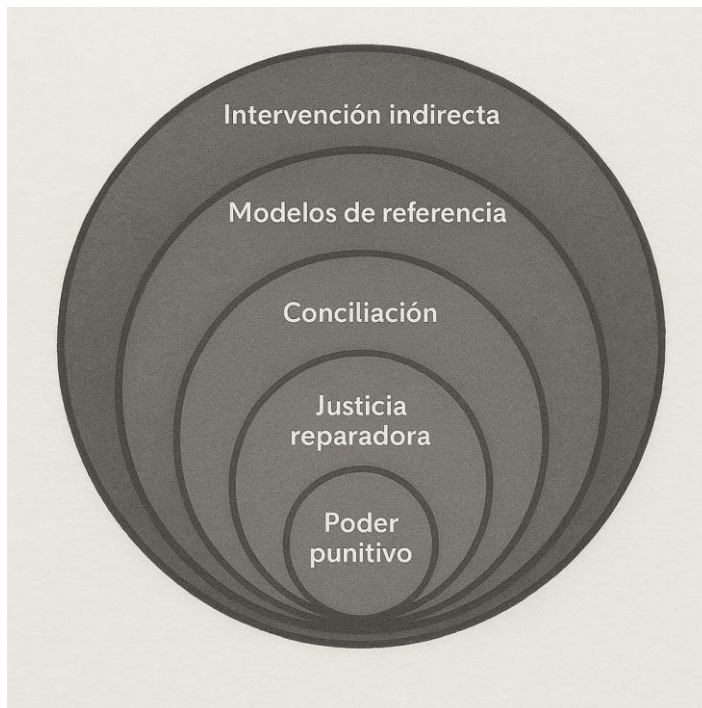 Intervención indirecta
Modelos de referencia
Conciliación
Justicia
reparadora
Poder
punitivo